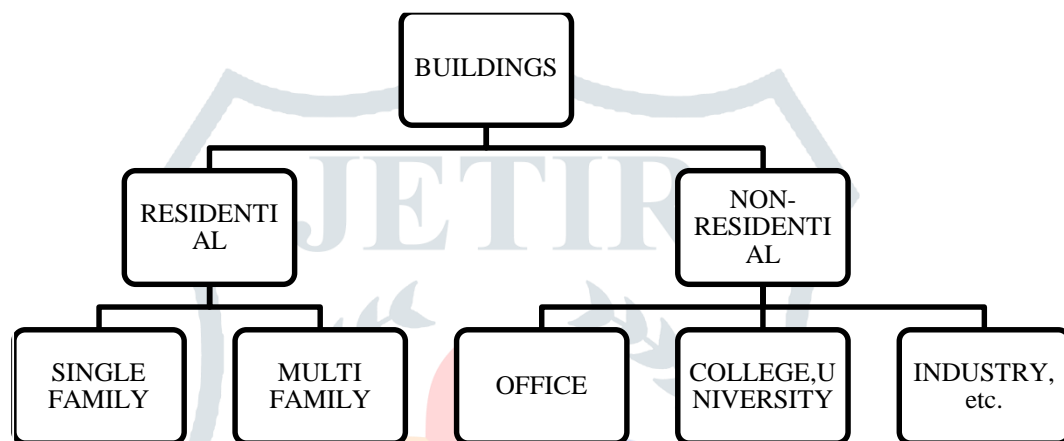 BUILDINGS
JETIR
RESIDENTI
AL
NON-
RESIDENTI
AL
SINGLE
FAMILY
MULTI
FAMILY
OFFICE
COLLEGE,U
NIVERSITY
INDUSTRY,
etc.